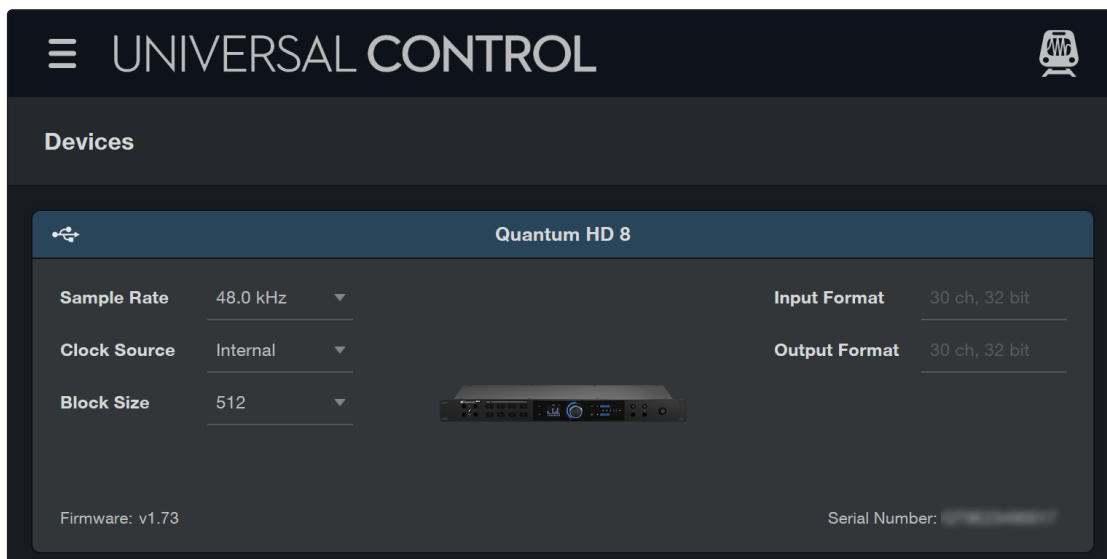 UNIVERSAL CONTROL
Devices
Quantum HD 8
Sample Rate 48.0 kHz Input Format 30 ch, 32 bit
Clock Source Internal Output Format 30 ch, 32 bit
Block Size 512
Firmware: v1.73 Serial Number: